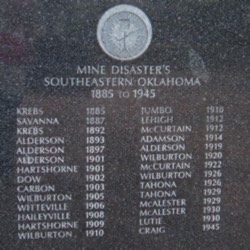 MINE DISASTER'S
SOUTHEASTERN OKLAHOMA
1885 TO 1945
KREBS 1885
SAVANNA 1887
KREBS 1892
ALDERSON 1893
ALDERSON 1897
ALDERSON 1901
HARTSHORNE 1901
DOW 1902
CARBON 1903
WILBURTON 1905
WITTEVILLE 1906
HAILEYVILLE 1908
HARTSHORNE 1909
WILBURTON 1910
JUMBO 1910
LEHIGH 1912
McCURTAIN 1912
ADAMSON 1914
ALDERSON 1919
WILBURTON 1920
McCURTAIN 1922
WILBURTON 1926
TAHONA 1926
TAHONA 1929
McALESTER 1929
McALESTER 1930
LUTIE 1930
CRAIG 1945